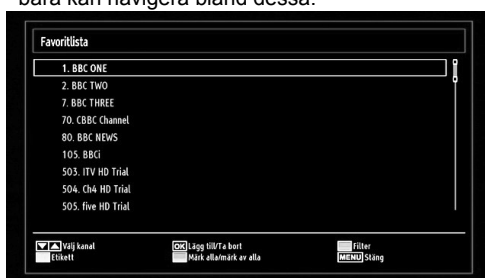 bara kan navigera bland dessa.
Favoritlista
1. BBC ONE
2. BBC TWO
7. BBC THREE
70. CBBC Channel
80. BBC NEWS
105. BBCi
503. ITV HD Trial
504. Ch4 HD Trial
505. five HD Trial
Välj kanal OK Lägg till/Ta bort Filter
Etikett Märk alla/märk av alla MENU Stäng